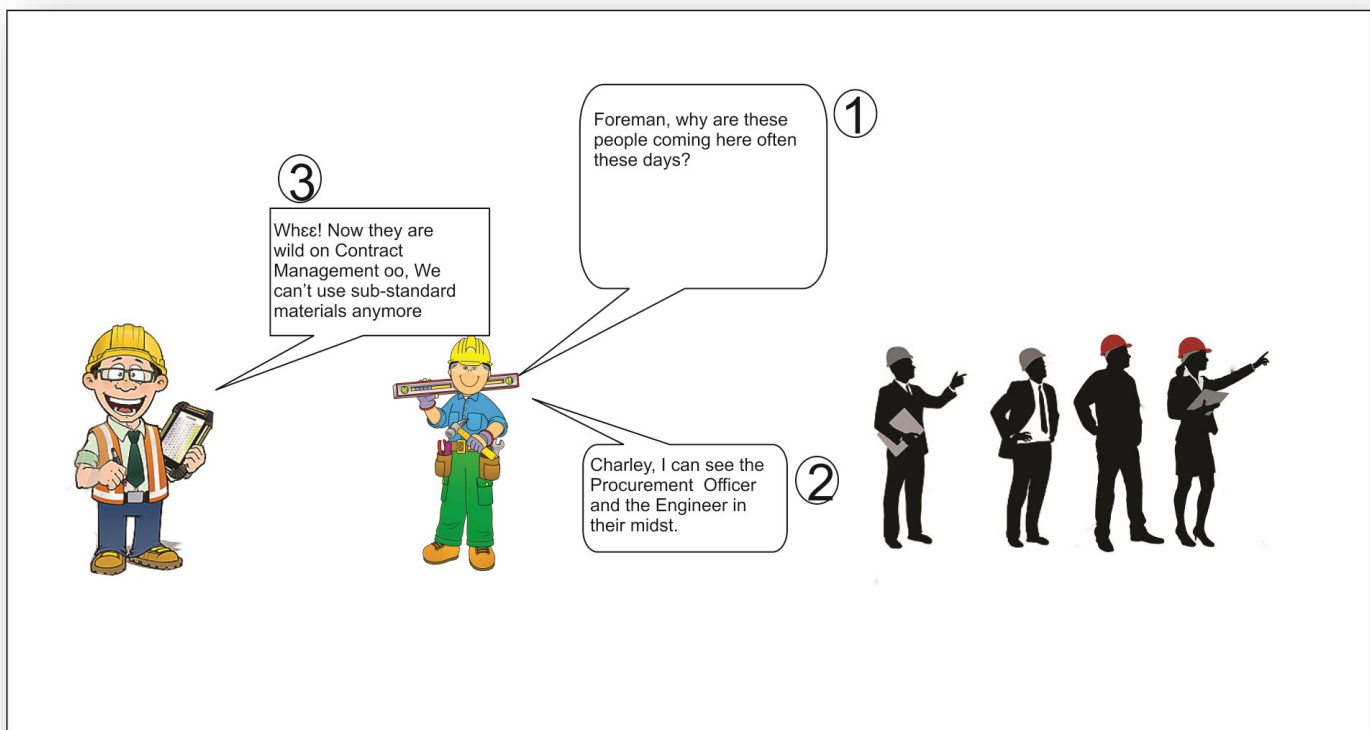 1
Foreman, why are these
people coming here often
these days?
2
Charley, I can see the
Procurement Officer
and the Engineer in
their midst.
3
Whɛɛ! Now they are
wild on Contract
Management oo, We
can’t use sub-standard
materials anymore